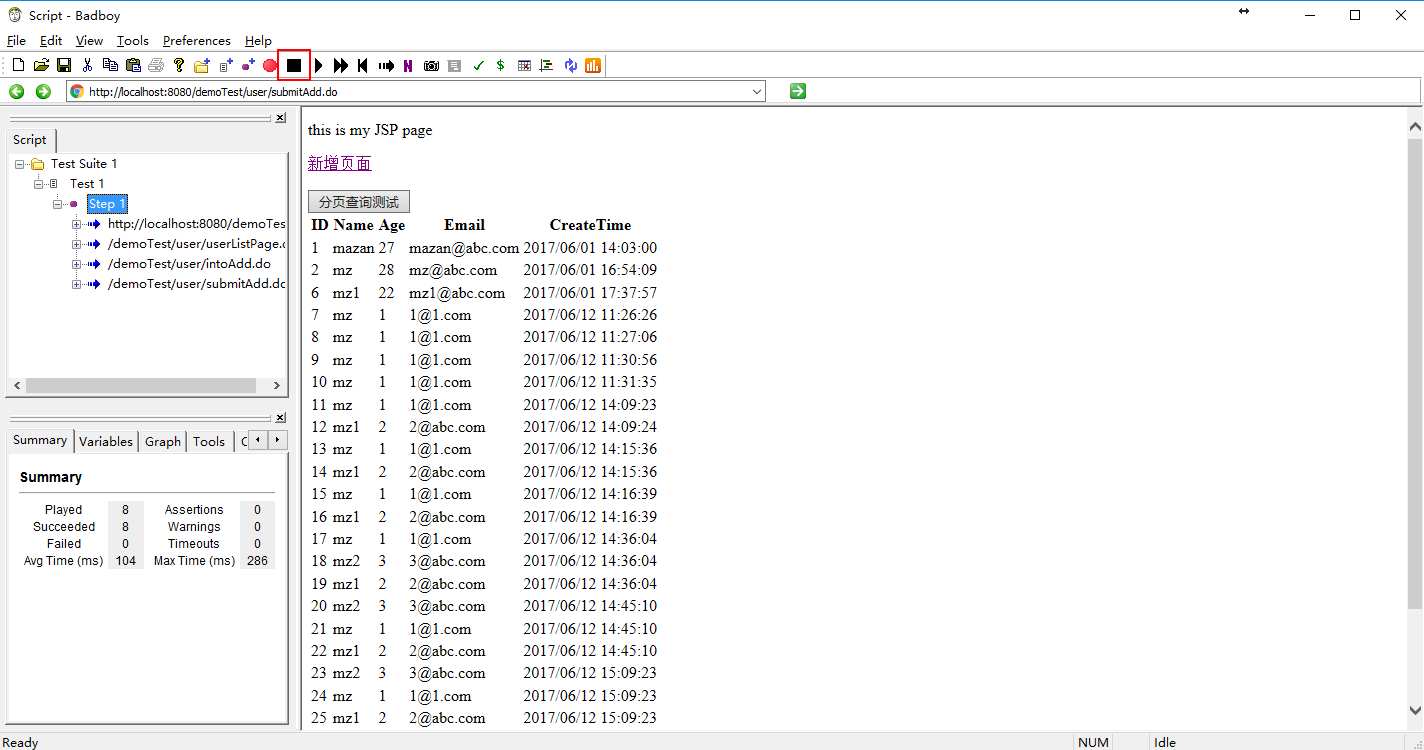 Script - Badboy
File Edit View Tools Preferences Help
http://localhost:8080/demoTest/user/submitAdd.do
Script
Test Suite 1
Test 1
Step 1
http://localhost:8080/demoTes
/demoTest/user/userListPage.
/demoTest/user/intoAdd.do
/demoTest/user/submitAdd.do
Summary Variables Graph Tools
Summary
Played 8 Assertions 0
Succeeded 8 Warnings 0
Failed 0 Timeouts 0
Avg Time (ms) 104 Max Time (ms) 286
this is my JSP page
新增页面
分页查询测试
ID Name Age Email CreateTime
1 mazan 27 mazan@abc.com 2017/06/01 14:03:00
2 mz 28 mz@abc.com 2017/06/01 16:54:09
6 mz1 22 mz1@abc.com 2017/06/01 17:37:57
7 mz 1 1@1.com 2017/06/12 11:26:26
8 mz 1 1@1.com 2017/06/12 11:27:06
9 mz 1 1@1.com 2017/06/12 11:30:56
10 mz 1 1@1.com 2017/06/12 11:31:35
11 mz 1 1@1.com 2017/06/12 14:09:23
12 mz1 2 2@abc.com 2017/06/12 14:09:24
13 mz 1 1@1.com 2017/06/12 14:15:36
14 mz1 2 2@abc.com 2017/06/12 14:15:36
15 mz 1 1@1.com 2017/06/12 14:16:39
16 mz1 2 2@abc.com 2017/06/12 14:16:39
17 mz 1 1@1.com 2017/06/12 14:36:04
18 mz2 3 3@abc.com 2017/06/12 14:36:04
19 mz1 2 2@abc.com 2017/06/12 14:36:04
20 mz2 3 3@abc.com 2017/06/12 14:45:10
21 mz 1 1@1.com 2017/06/12 14:45:10
22 mz1 2 2@abc.com 2017/06/12 14:45:10
23 mz2 3 3@abc.com 2017/06/12 15:09:23
24 mz 1 1@1.com 2017/06/12 15:09:23
25 mz1 2 2@abc.com 2017/06/12 15:09:23
Ready NUM Idle